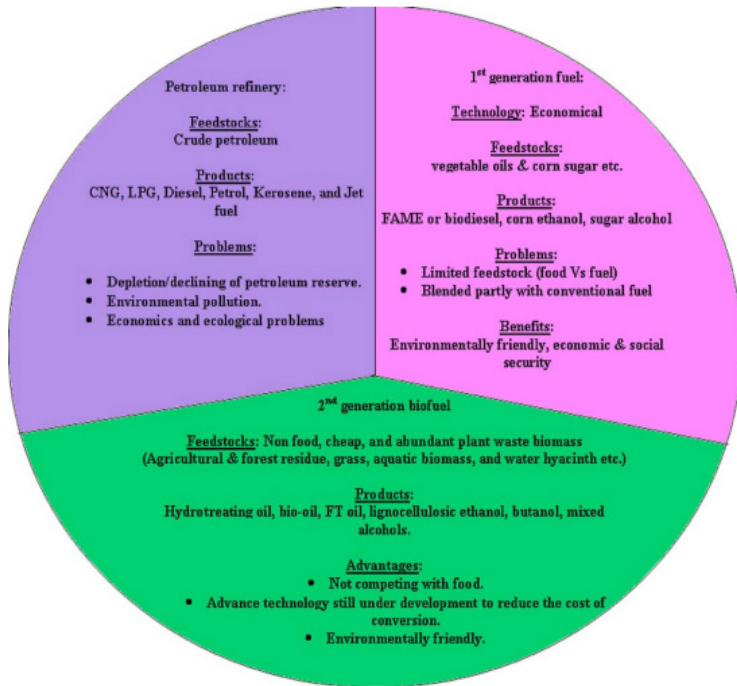 Petroleum refinery:
Feedstocks:
Crude petroleum
Products:
CNG, LPG, Diesel, Petrol, Kerosene, and Jet
fuel
Problems:
• Depletion/declining of petroleum reserve.
• Environmental pollution.
• Economics and ecological problems
1st generation fuel:
Technology: Economical
Feedstocks:
vegetable oils & corn sugar etc.
Products:
FAME or biodiesel, corn ethanol, sugar alcohol
Problems:
• Limited feedstock (food Vs fuel)
• Blended partly with conventional fuel
Benefits:
Environmentally friendly, economic & social
security
2nd generation biofuel
Feedstocks: Non food, cheap, and abundant plant waste biomass
(Agricultural & forest residue, grass, aquatic biomass, and water hyacinth etc.)
Products:
Hydrotreating oil, bio-oil, FT oil, lignocellulosic ethanol, butanol, mixed
alcohols.
Advantages:
• Not competing with food.
• Advance technology still under development to reduce the cost of
conversion.
• Environmentally friendly.